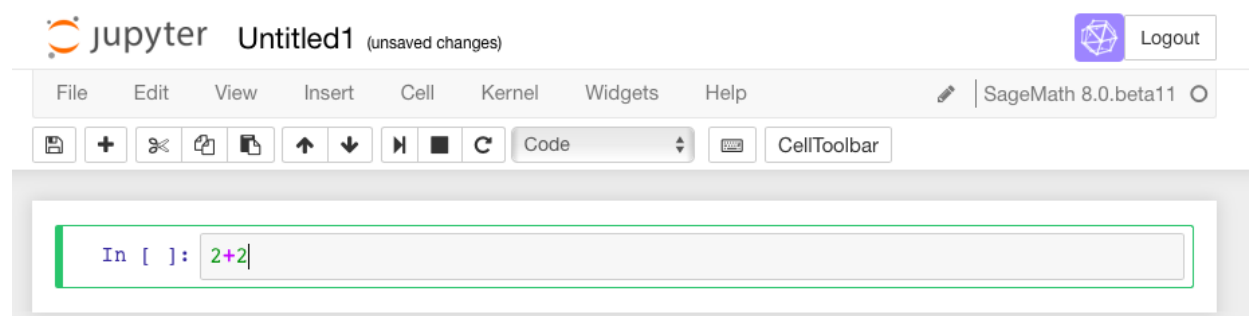 jupyter Untitled1 (unsaved changes) Logout
File Edit View Insert Cell Kernel Widgets Help SageMath 8.0.beta11
Code CellToolbar
In [ ]: 2+2